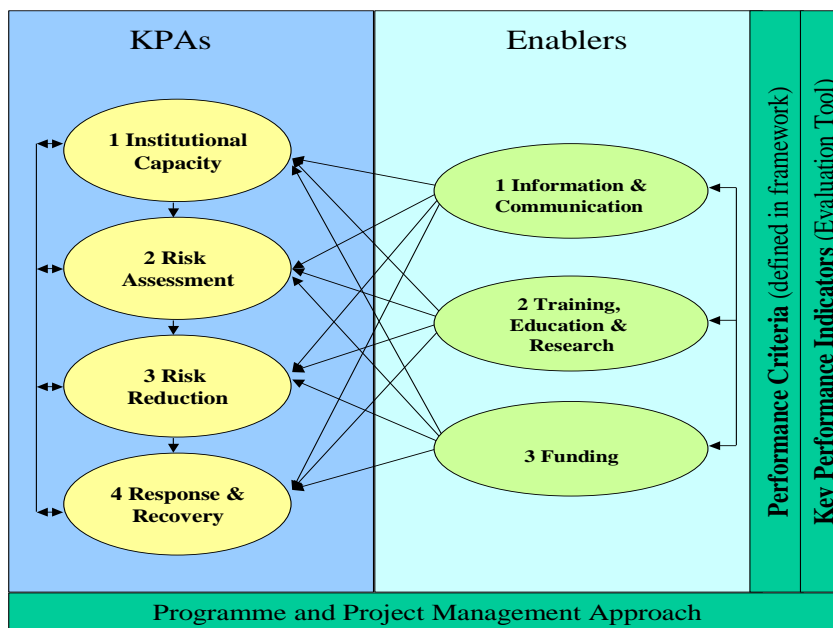 KPAs
1 Institutional
Capacity
2 Risk
Assessment
3 Risk
Reduction
4 Response &
Recovery
Enablers
1 Information &
Communication
2 Training,
Education &
Research
3 Funding
Performance Criteria (defined in framework)
Key Performance Indicators (Evaluation Tool)
Programme and Project Management Approach